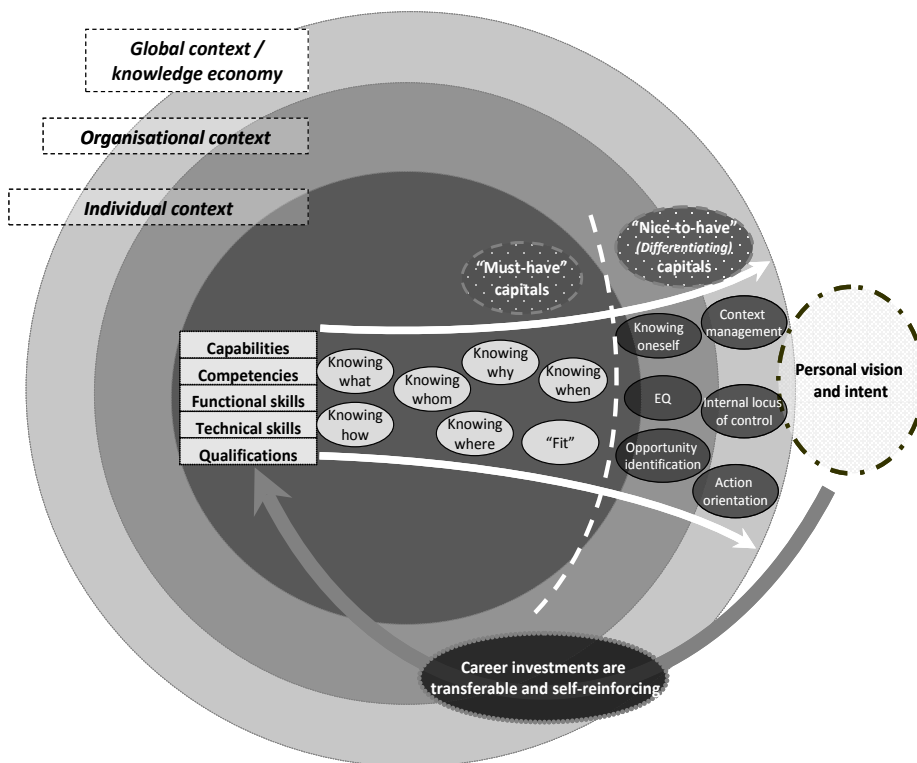 Global context /
knowledge economy
Organisational context
Individual context
“Must-have”
capitals
“Nice-to-have”
(Differentiating)
capitals
Capabilities
Competencies
Functional skills
Technical skills
Qualifications
Knowing
what
Knowing
how
Knowing
whom
Knowing
why
Knowing
where
Knowing
when
“Fit”
Knowing
oneself
Context
management
EQ
Internal locus
of control
Opportunity
identification
Action
orientation
Personal vision
and intent
Career investments are
transferable and self-reinforcing